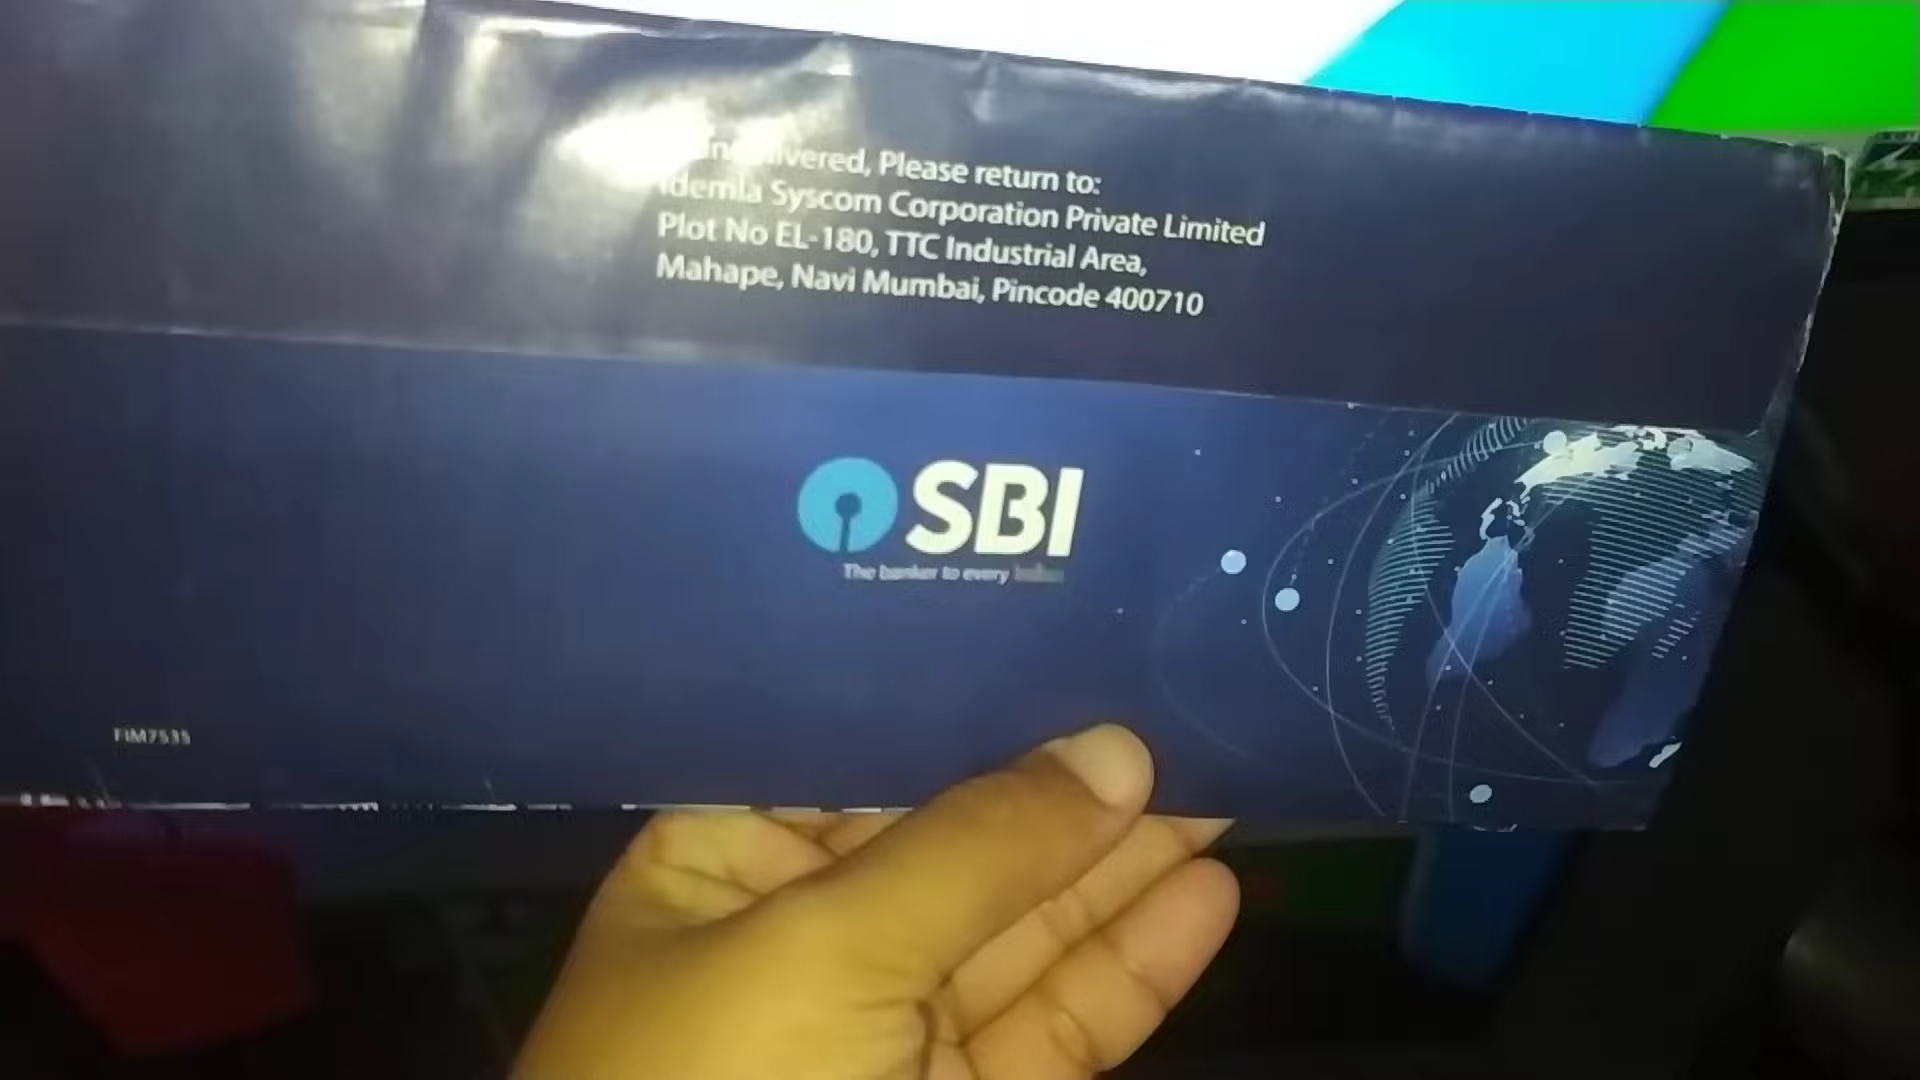 Please return to:
Idemia Syscom Corporation Private Limited
Plot No EL-180, TTC Industrial Area,
Mahape, Navi Mumbai, Pincode 400710
SBI
The banker to every